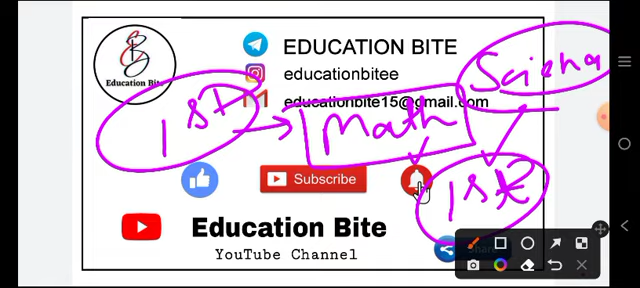 Education Bite
EDUCATION BITE
educationbitee
educationbite15@gmail.com
Science
1st
Math
1st
Subscribe
Education Bite
YouTube Channel